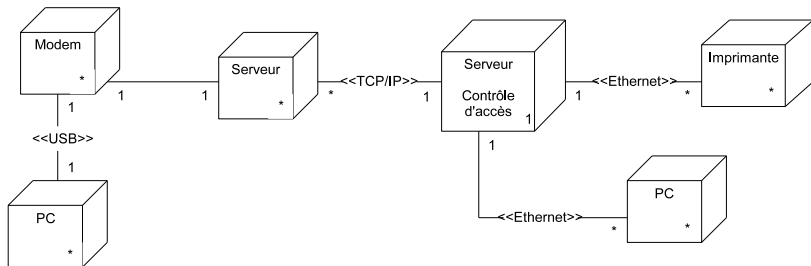 Modem
*
Serveur
*
Serveur
Contrôle
d'accès
1
Imprimante
*
1
1
<<TCP/IP>>
*
1
<<Ethernet>>
1
*
1
<<USB>>
1
PC
*
1
<<Ethernet>>
*
PC
*